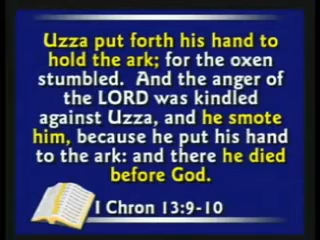 Uzza put forth his hand to
hold the ark; for the oxen
stumbled. And the anger of
the LORD was kindled
against Uzza, and he smote
him, because he put his hand
to the ark: and there he died
before God.
I Chron 13:9-10